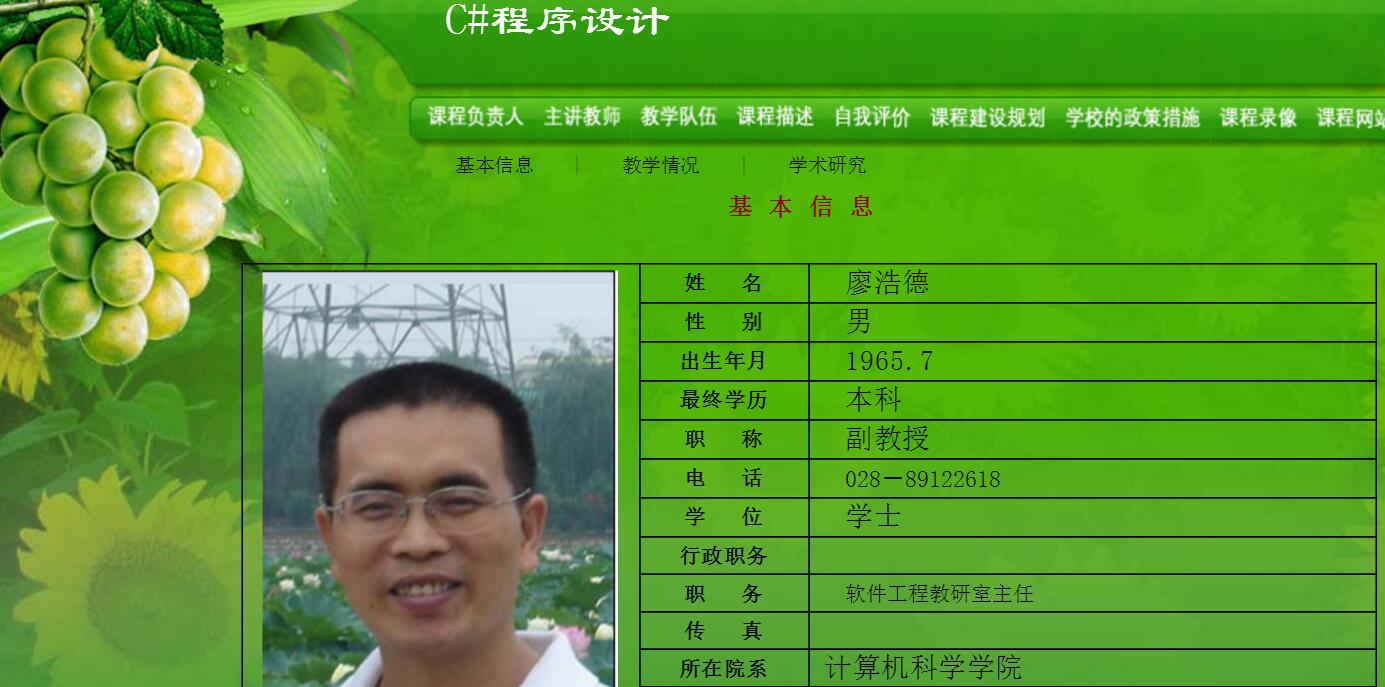 C#程序设计
课程负责人 主讲教师 教学队伍 课程描述 自我评价 课程建设规划 学校的政策措施 课程录像 课程网站
基本信息 | 教学情况 | 学术研究
基本信息
姓名 廖浩德
性别 男
出生年月 1965.7
最终学历 本科
职称 副教授
电话 028－89122618
学位 学士
行政职务
职务 软件工程教研室主任
传真
所在院系 计算机科学学院